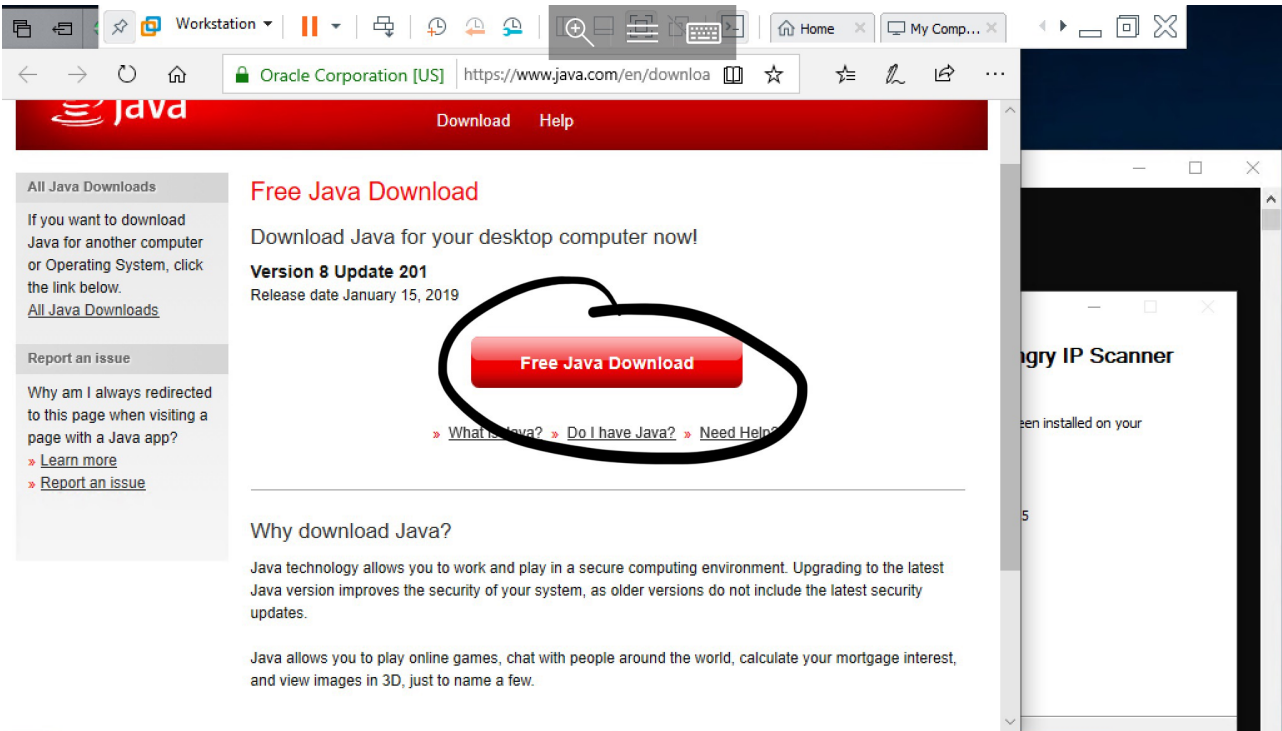 Workstation
Home
My Comp...
Oracle Corporation [US]
https://www.java.com/en/downloa
Java
Download
Help
All Java Downloads
If you want to download
Java for another computer
or Operating System, click
the link below.
All Java Downloads
Report an issue
Why am I always redirected
to this page when visiting a
page with a Java app?
» Learn more
» Report an issue
Free Java Download
Download Java for your desktop computer now!
Version 8 Update 201
Release date January 15, 2019
Free Java Download
» What is Java? » Do I have Java? » Need Help?
Why download Java?
Java technology allows you to work and play in a secure computing environment. Upgrading to the latest
Java version improves the security of your system, as older versions do not include the latest security
updates.
Java allows you to play online games, chat with people around the world, calculate your mortgage interest,
and view images in 3D, just to name a few.
ngry IP Scanner
een installed on your
5